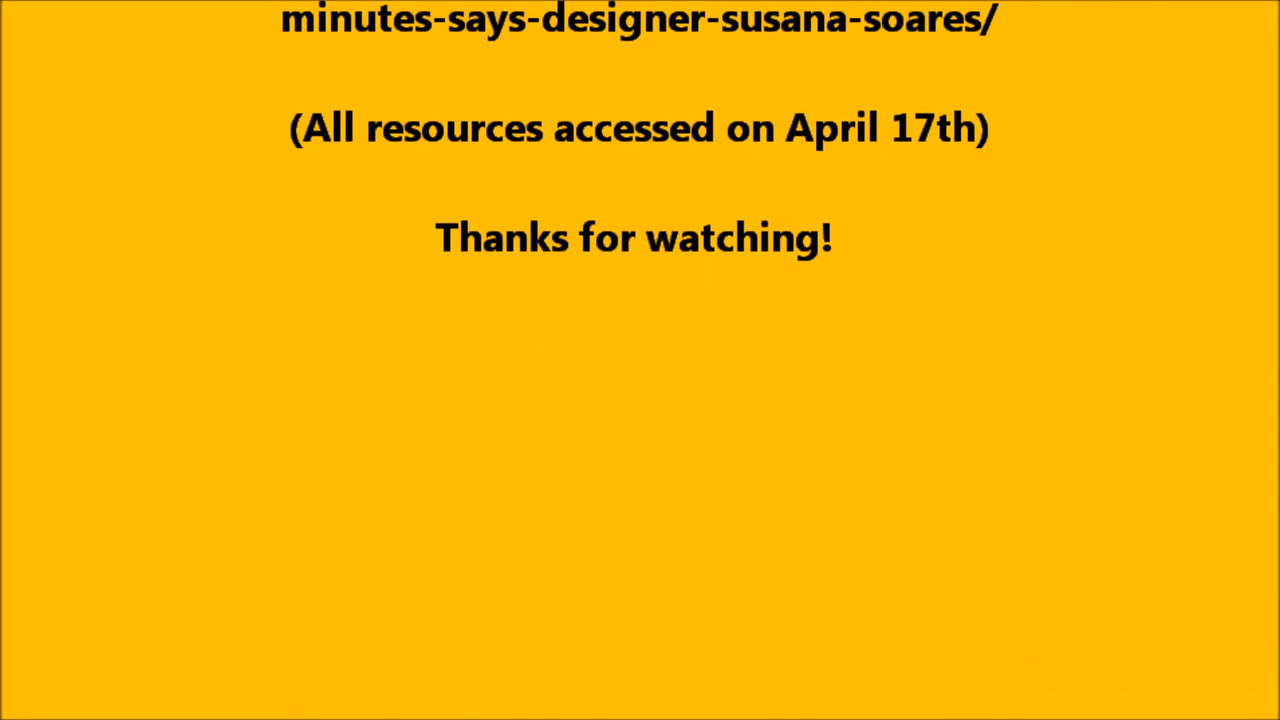 minutes-says-designer-susana-soares/
(All resources accessed on April 17th)
Thanks for watching!